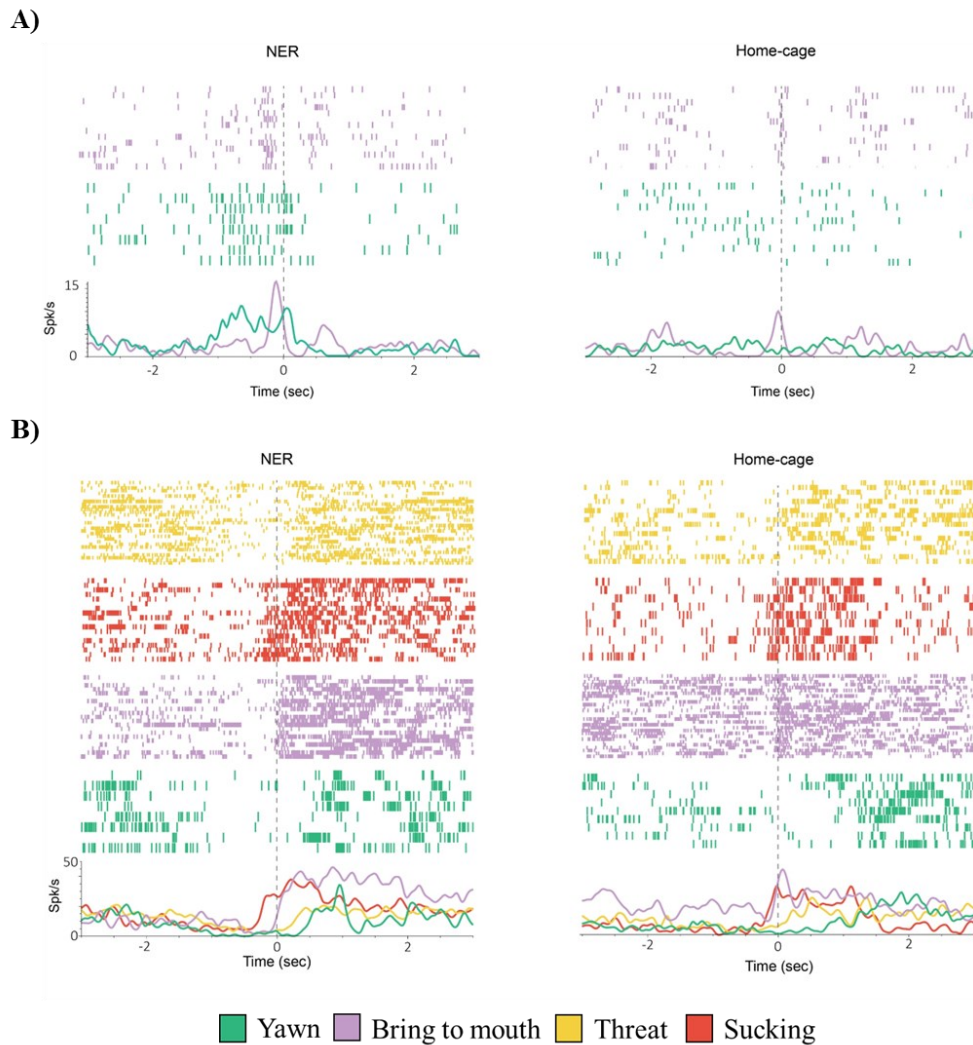 A)
NER
Home-cage
15
Spk/s
0
-2
0
2
-2
0
2
Time (sec)
Time (sec)
B)
NER
Home-cage
50
Spk/s
0
-2
0
2
-2
0
2
Time (sec)
Time (sec)
Yawn
Bring to mouth
Threat
Sucking